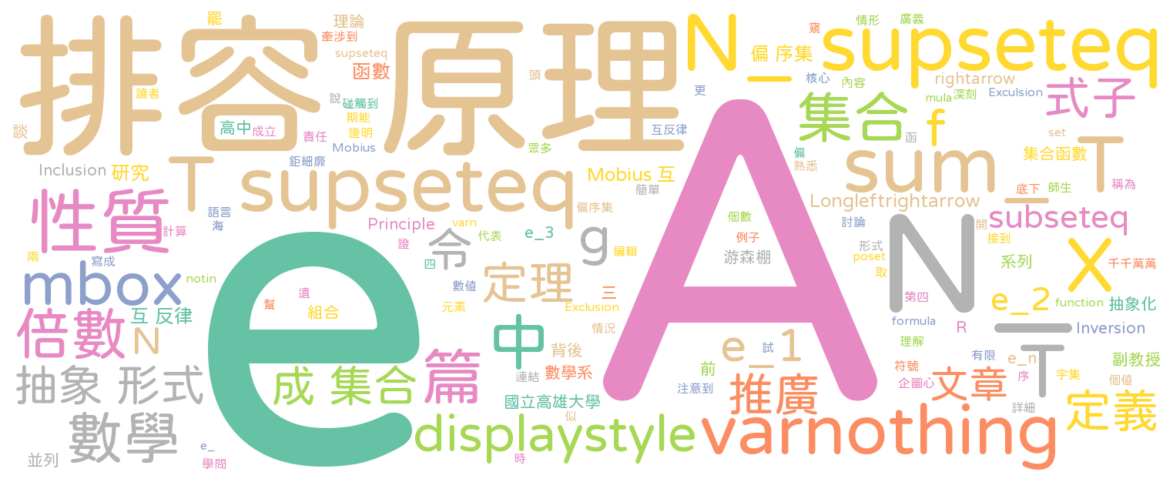 排容原理
N_
supseteq
罷
理論
牽涉到
supseteq
函數
偏 序集
窺
情形
廣義
核心
內容
rightarrow
更
mula
深刻
Exculsion
式子
讀者
頭
說
碰觸到
期能
證明
集合
f
談
高中
成立
責任
Mobius
鉅細靡
眾多
互反律
函
set
集合函數
T
Inclusion
研究
T
supseteq
偏
熟悉
Mobius 互
簡單
sum
_
底下
師生
稱為
性質
計算
語言
海
Principle
varn
偏序集
Longleftrightarrow
subseteq
證
令
代表
e_3
g
編輯
個數
例子
游森棚
A
討論
形式
poset
取
N
開
接到
X
系列
千千萬萬
兩
寫成
mbox
notin
四
數值
定理
元素
三
Exclusion
第四
e_2
function
抽象化
倍數
互 反律
N
幫
遺
組合
e
中
情況
背後
e_1
試
formula
R
理解
_
Inversion
抽象 形式
成 集合
篇
連結
數學系
前
注意到
推廣
符號
企圖心
有限
序
e_n
文章
T
宇集
副教授
個值
數學
國立高雄大學
似
詳細
定義
並列
e_
學問
displaystyle
時
varnothing